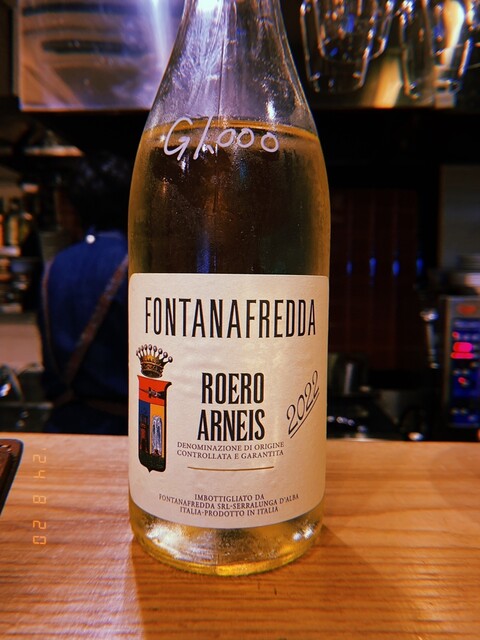 G1,000
FONTANAFREDDA
ROERO
ARNEIS
2022
DENOMINAZIONE DI ORIGINE
CONTROLLATA E GARANTITA
IMBOTTIGLIATO DA
FONTANAFREDDA SRL-SERRALUNGA D'ALBA
ITALIA-PRODOTTO IN ITALIA
24 8 20